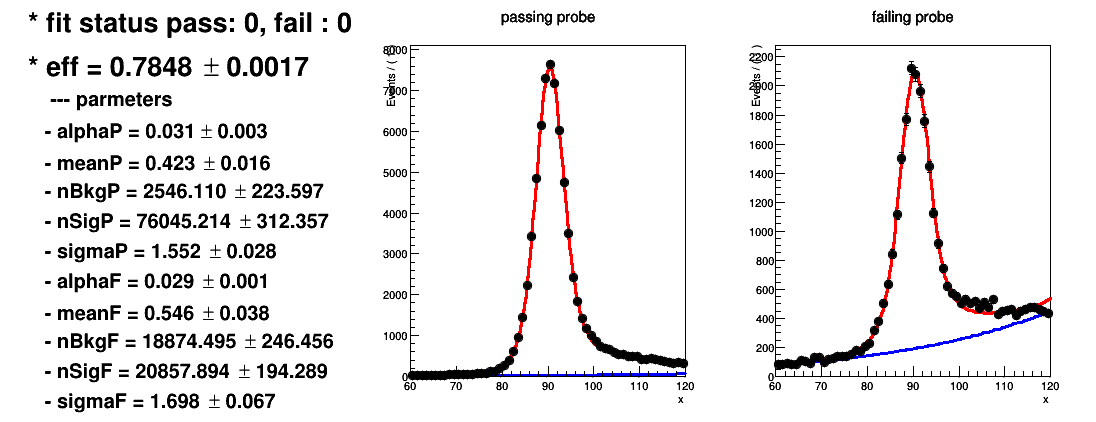 * fit status pass: 0, fail : 0
* eff = 0.7848 ± 0.0017
--- parmeters
- alphaP = 0.031 ± 0.003
- meanP = 0.423 ± 0.016
- nBkgP = 2546.110 ± 223.597
- nSigP = 76045.214 ± 312.357
- sigmaP = 1.552 ± 0.028
- alphaF = 0.029 ± 0.001
- meanF = 0.546 ± 0.038
- nBkgF = 18874.495 ± 246.456
- nSigF = 20857.894 ± 194.289
- sigmaF = 1.698 ± 0.067
passing probe
Events / (
8000
7000
6000
5000
4000
3000
2000
1000
0
60 70 80 90 100 110 120
x
failing probe
Events / (
2200
2000
1800
1600
1400
1200
1000
800
600
400
200
0
60 70 80 90 100 110 120
x